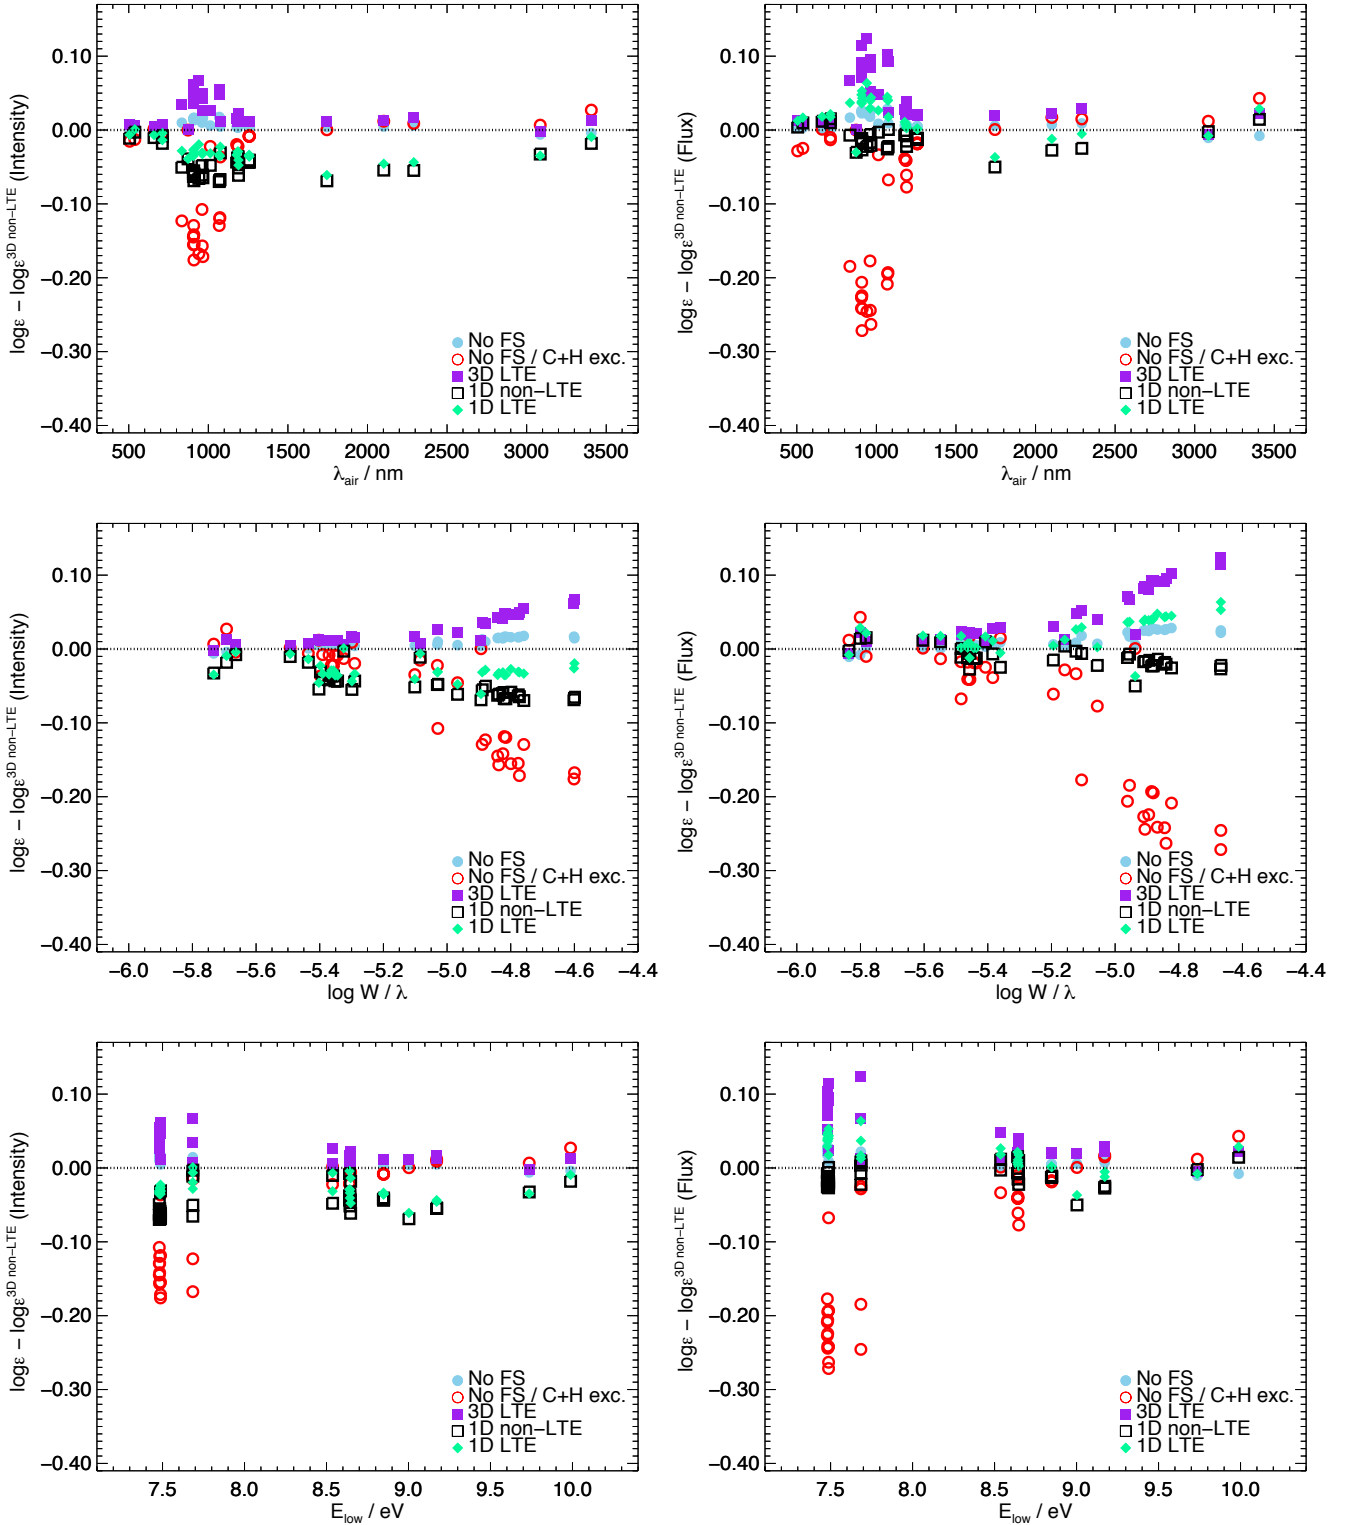 0.10
0.00
−0.10
−0.20
−0.30
−0.40
logε − logε^3D non−LTE (Intensity)
No FS
No FS / C+H exc.
3D LTE
1D non−LTE
1D LTE
500 1000 1500 2000 2500 3000 3500
λair / nm
0.10
0.00
−0.10
−0.20
−0.30
−0.40
logε − logε^3D non−LTE (Flux)
No FS
No FS / C+H exc.
3D LTE
1D non−LTE
1D LTE
500 1000 1500 2000 2500 3000 3500
λair / nm
0.10
0.00
−0.10
−0.20
−0.30
−0.40
logε − logε^3D non−LTE (Intensity)
No FS
No FS / C+H exc.
3D LTE
1D non−LTE
1D LTE
−6.0 −5.8 −5.6 −5.4 −5.2 −5.0 −4.8 −4.6 −4.4
log W / λ
0.10
0.00
−0.10
−0.20
−0.30
−0.40
logε − logε^3D non−LTE (Flux)
No FS
No FS / C+H exc.
3D LTE
1D non−LTE
1D LTE
−6.0 −5.8 −5.6 −5.4 −5.2 −5.0 −4.8 −4.6 −4.4
log W / λ
0.10
0.00
−0.10
−0.20
−0.30
−0.40
logε − logε^3D non−LTE (Intensity)
No FS
No FS / C+H exc.
3D LTE
1D non−LTE
1D LTE
7.5 8.0 8.5 9.0 9.5 10.0
Elow / eV
0.10
0.00
−0.10
−0.20
−0.30
−0.40
logε − logε^3D non−LTE (Flux)
No FS
No FS / C+H exc.
3D LTE
1D non−LTE
1D LTE
7.5 8.0 8.5 9.0 9.5 10.0
Elow / eV